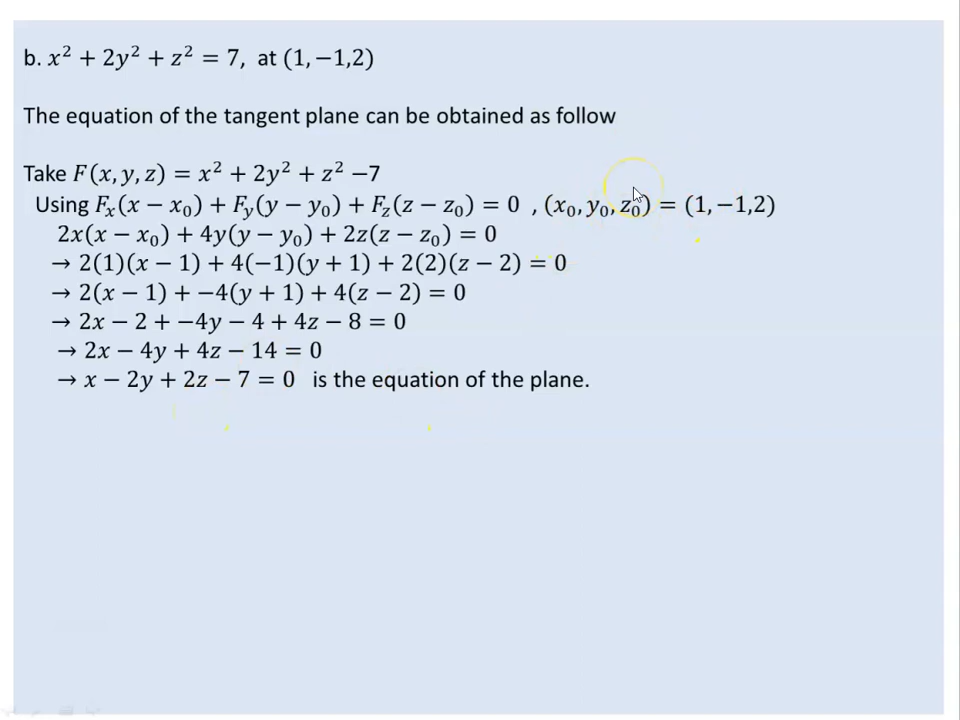 b. x² + 2y² + z² = 7, at (1, −1,2)
The equation of the tangent plane can be obtained as follow
Take F(x, y, z) = x² + 2y² + z² −7
Using Fₓ(x − x₀) + F_y(y − y₀) + F_z(z − z₀) = 0 , (x₀, y₀, z₀) = (1, −1,2)
2x(x − x₀) + 4y(y − y₀) + 2z(z − z₀) = 0
→ 2(1)(x − 1) + 4(−1)(y + 1) + 2(2)(z − 2) = 0
→ 2(x − 1) + −4(y + 1) + 4(z − 2) = 0
→ 2x − 2 + −4y − 4 + 4z − 8 = 0
→ 2x − 4y + 4z − 14 = 0
→ x − 2y + 2z − 7 = 0 is the equation of the plane.